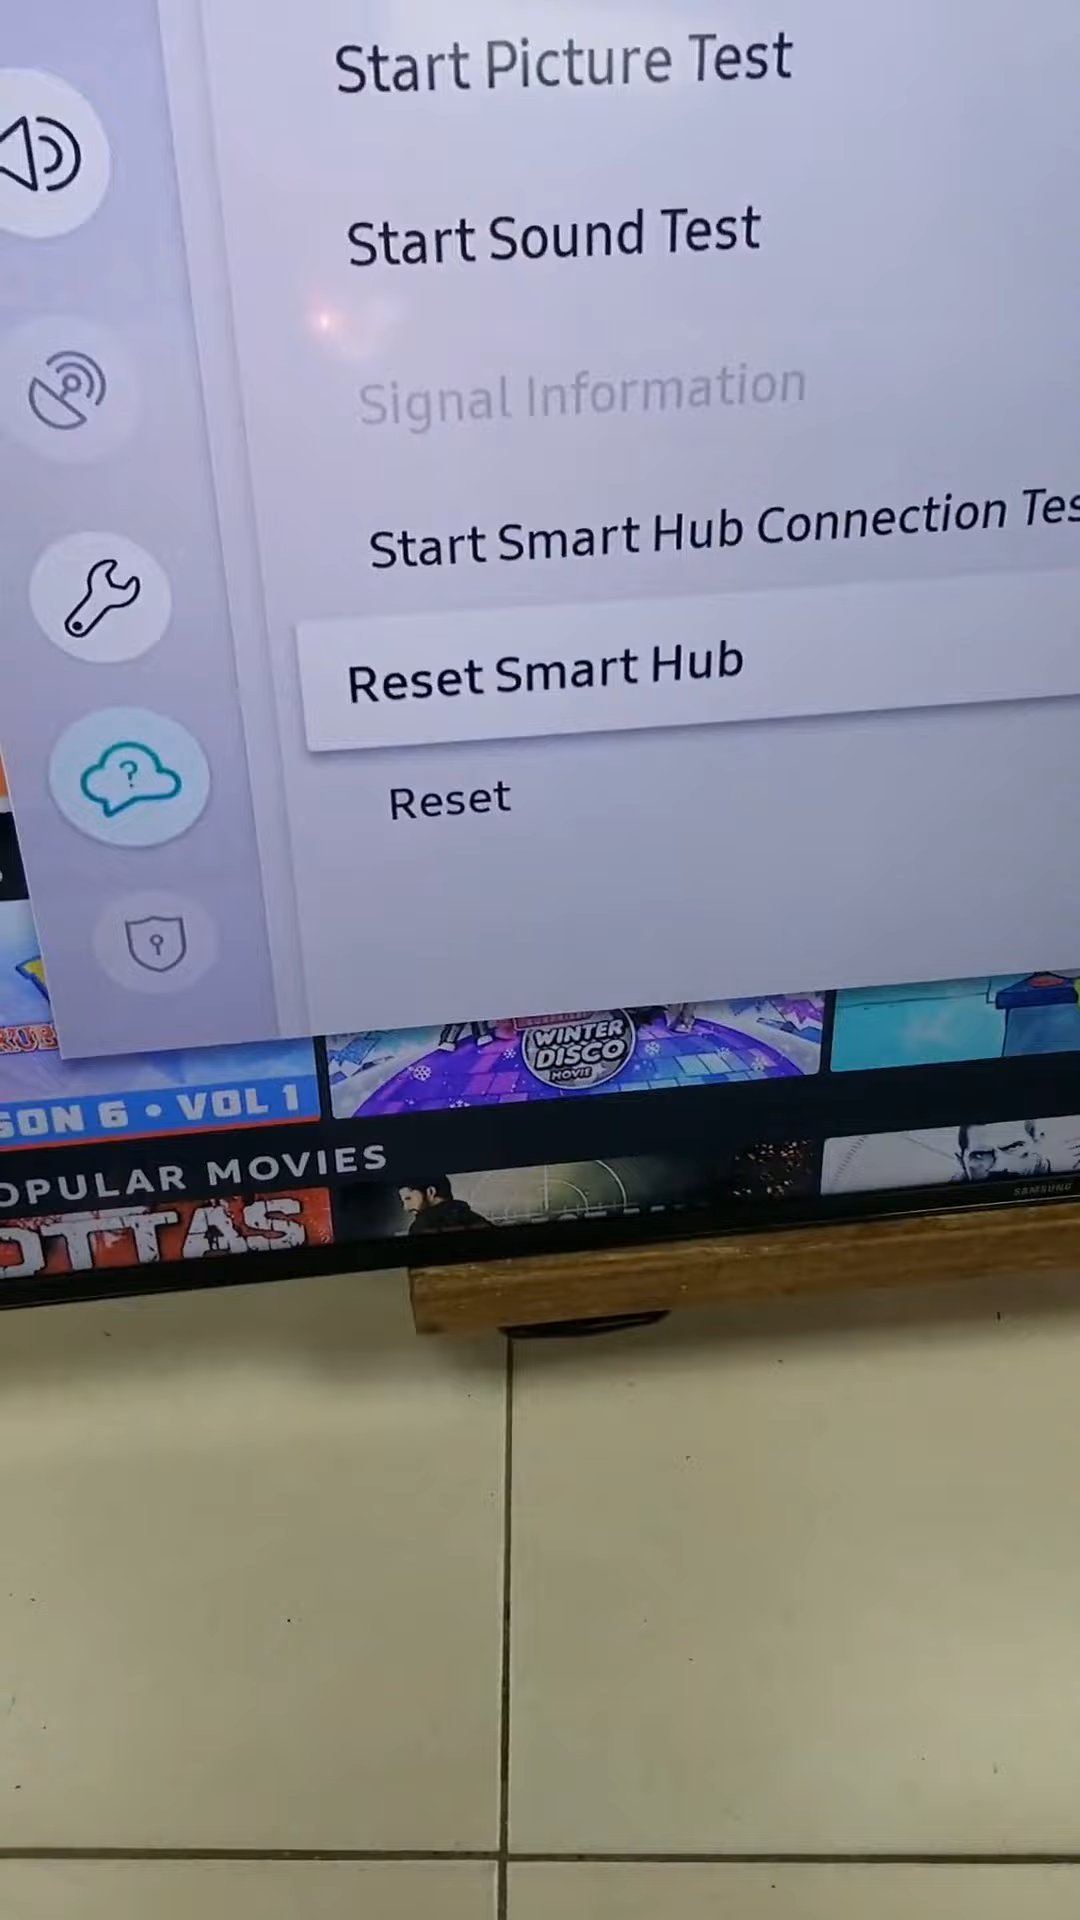 Start Picture Test
Start Sound Test
Signal Information
Start Smart Hub Connection Tes
Reset Smart Hub
Reset
WINTER
DISCO
MOVIE
SON 6 • VOL 1
OPULAR MOVIES
OTTAS
SAMSUNG